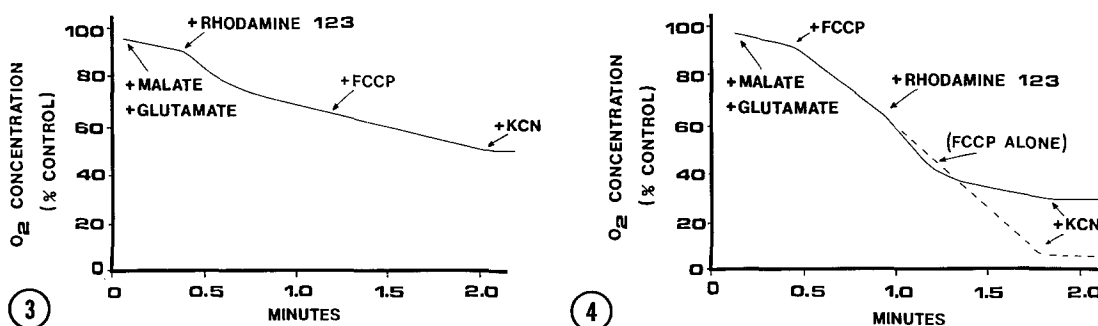 100
80
60
40
20
0
O2 CONCENTRATION
(% CONTROL)
+RHODAMINE 123
+MALATE
+GLUTAMATE
+FCCP
+KCN
0
0.5
1.0
1.5
2.0
MINUTES
3
100
80
60
40
20
0
O2 CONCENTRATION
(% CONTROL)
+FCCP
+MALATE
+GLUTAMATE
+RHODAMINE 123
(FCCP ALONE)
+KCN
0
0.5
1.0
1.5
2.0
MINUTES
4